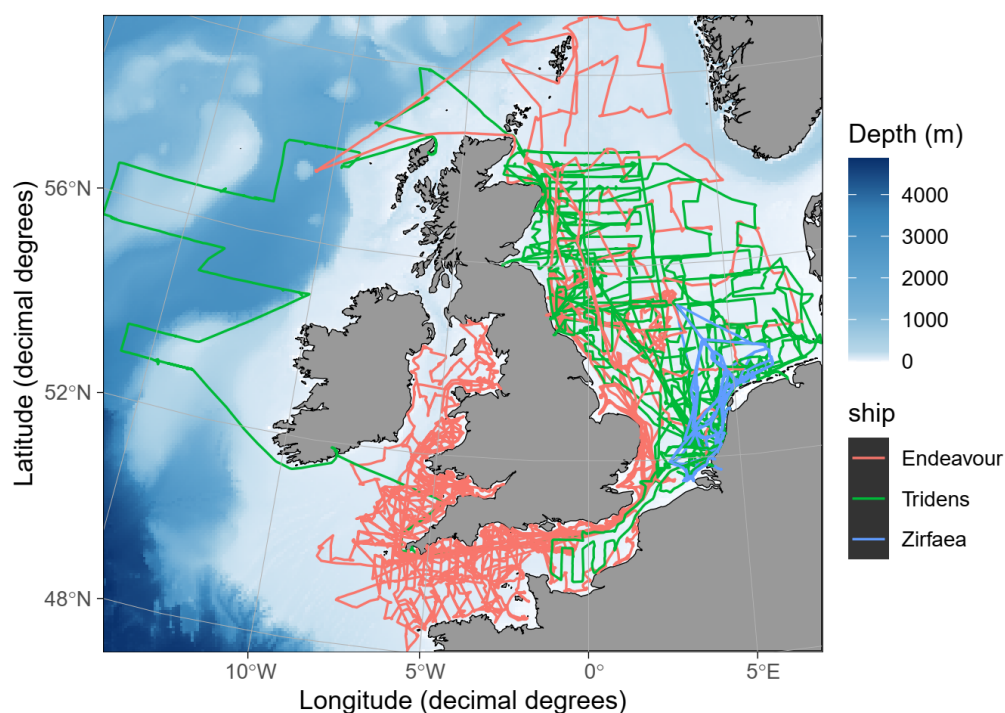 Latitude (decimal degrees)
56°N
52°N
48°N
10°W
5°W
0°E
5°E
Longitude (decimal degrees)
Depth (m)
4000
3000
2000
1000
0
ship
Endeavour
Tridens
Zirfaea